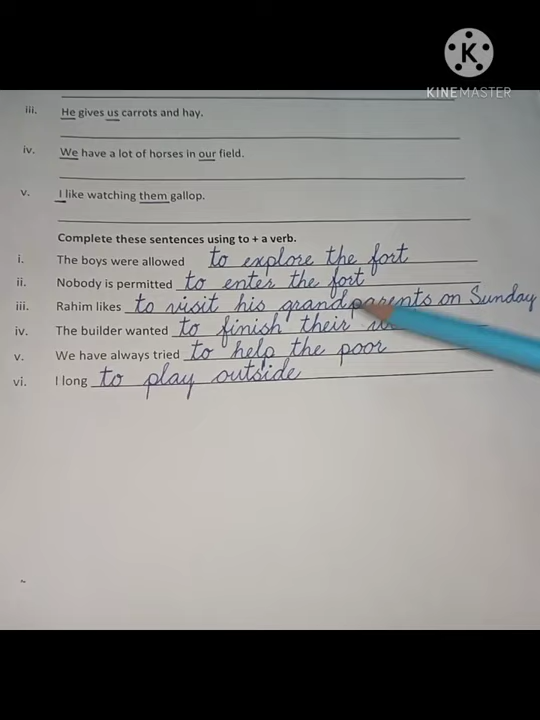 K
KINEMASTER
iii. He gives us carrots and hay.
iv. We have a lot of horses in our field.
v. I like watching them gallop.
Complete these sentences using to + a verb.
i. The boys were allowed to explore the fort
ii. Nobody is permitted to enter the fort
iii. Rahim likes to visit his grandparents on Sunday
iv. The builder wanted to finish their
v. We have always tried to help the poor
vi. I long to play outside